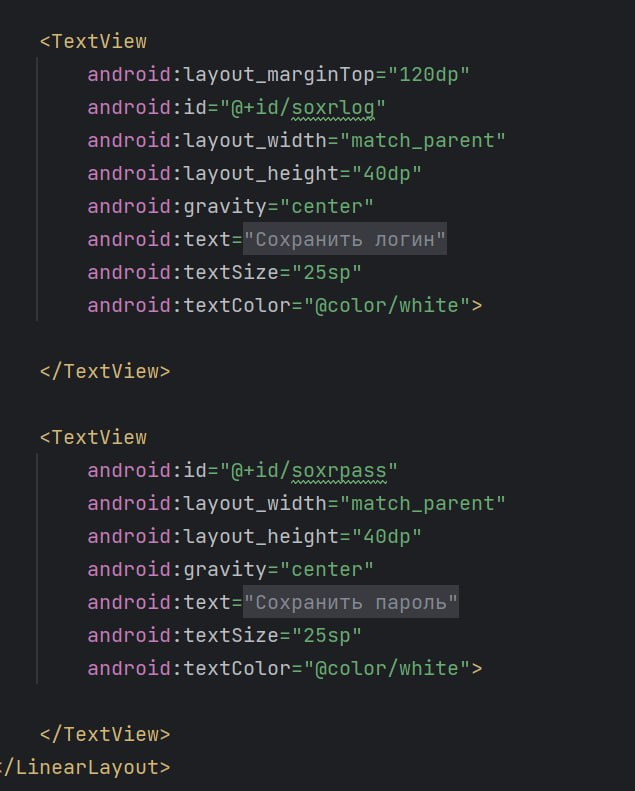 <TextView
android:layout_marginTop="120dp"
android:id="@+id/soxrlog"
android:layout_width="match_parent"
android:layout_height="40dp"
android:gravity="center"
android:text="Сохранить логин"
android:textSize="25sp"
android:textColor="@color/white">
</TextView>
<TextView
android:id="@+id/soxrpass"
android:layout_width="match_parent"
android:layout_height="40dp"
android:gravity="center"
android:text="Сохранить пароль"
android:textSize="25sp"
android:textColor="@color/white">
</TextView>
</LinearLayout>